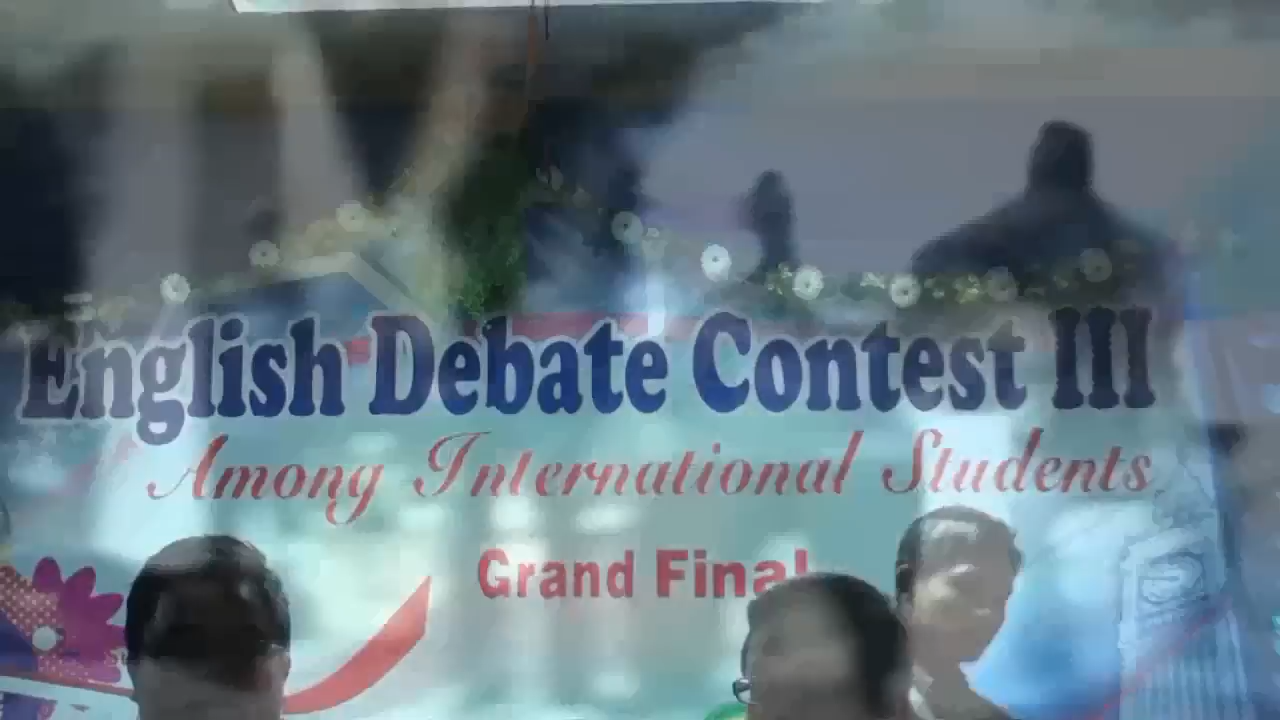 English Debate Contest III
Among International Students
Grand Final